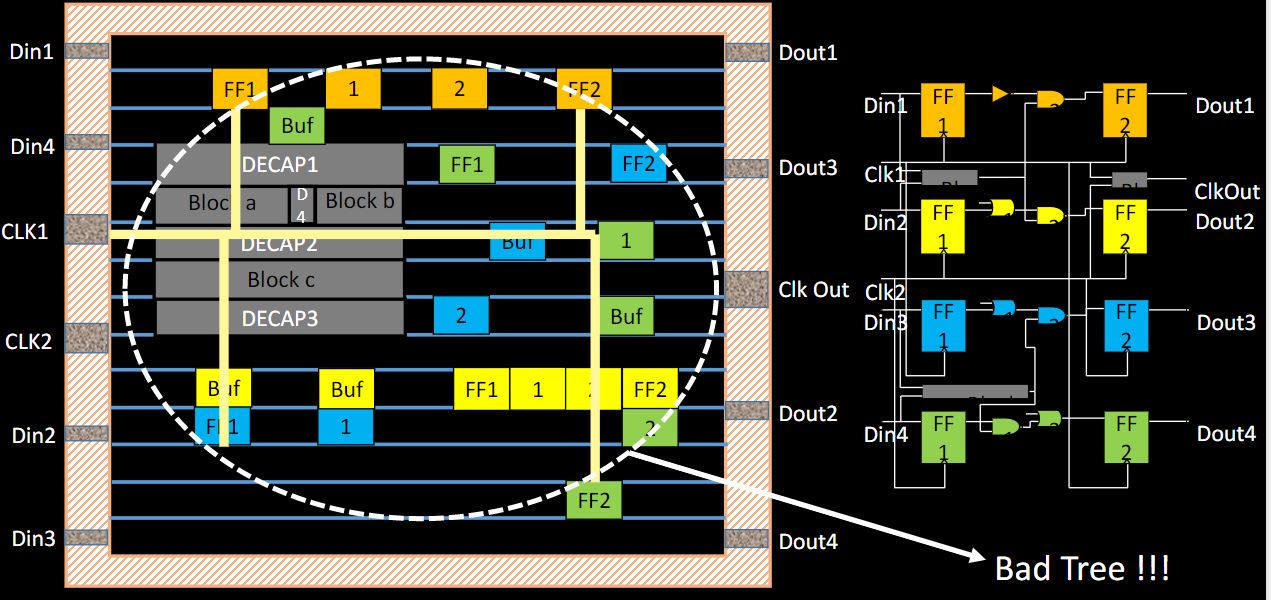 Din1
Din4
CLK1
CLK2
Din2
Din3
FF1
1
2
FF2
Buf
DECAP1
FF1
FF2
Block a
D
4
Block b
DECAP2
Buf
1
Block c
DECAP3
2
Buf
Buf
Buf
FF1
1
FF2
FF1
1
2
FF2
Dout1
Dout3
Clk Out
Dout2
Dout4
Din1
FF
1
FF
2
Dout1
Clk1
ClkOut
Din2
FF
1
FF
2
Dout2
Clk2
Din3
FF
1
FF
2
Dout3
Din4
FF
1
FF
2
Dout4
Bad Tree !!!